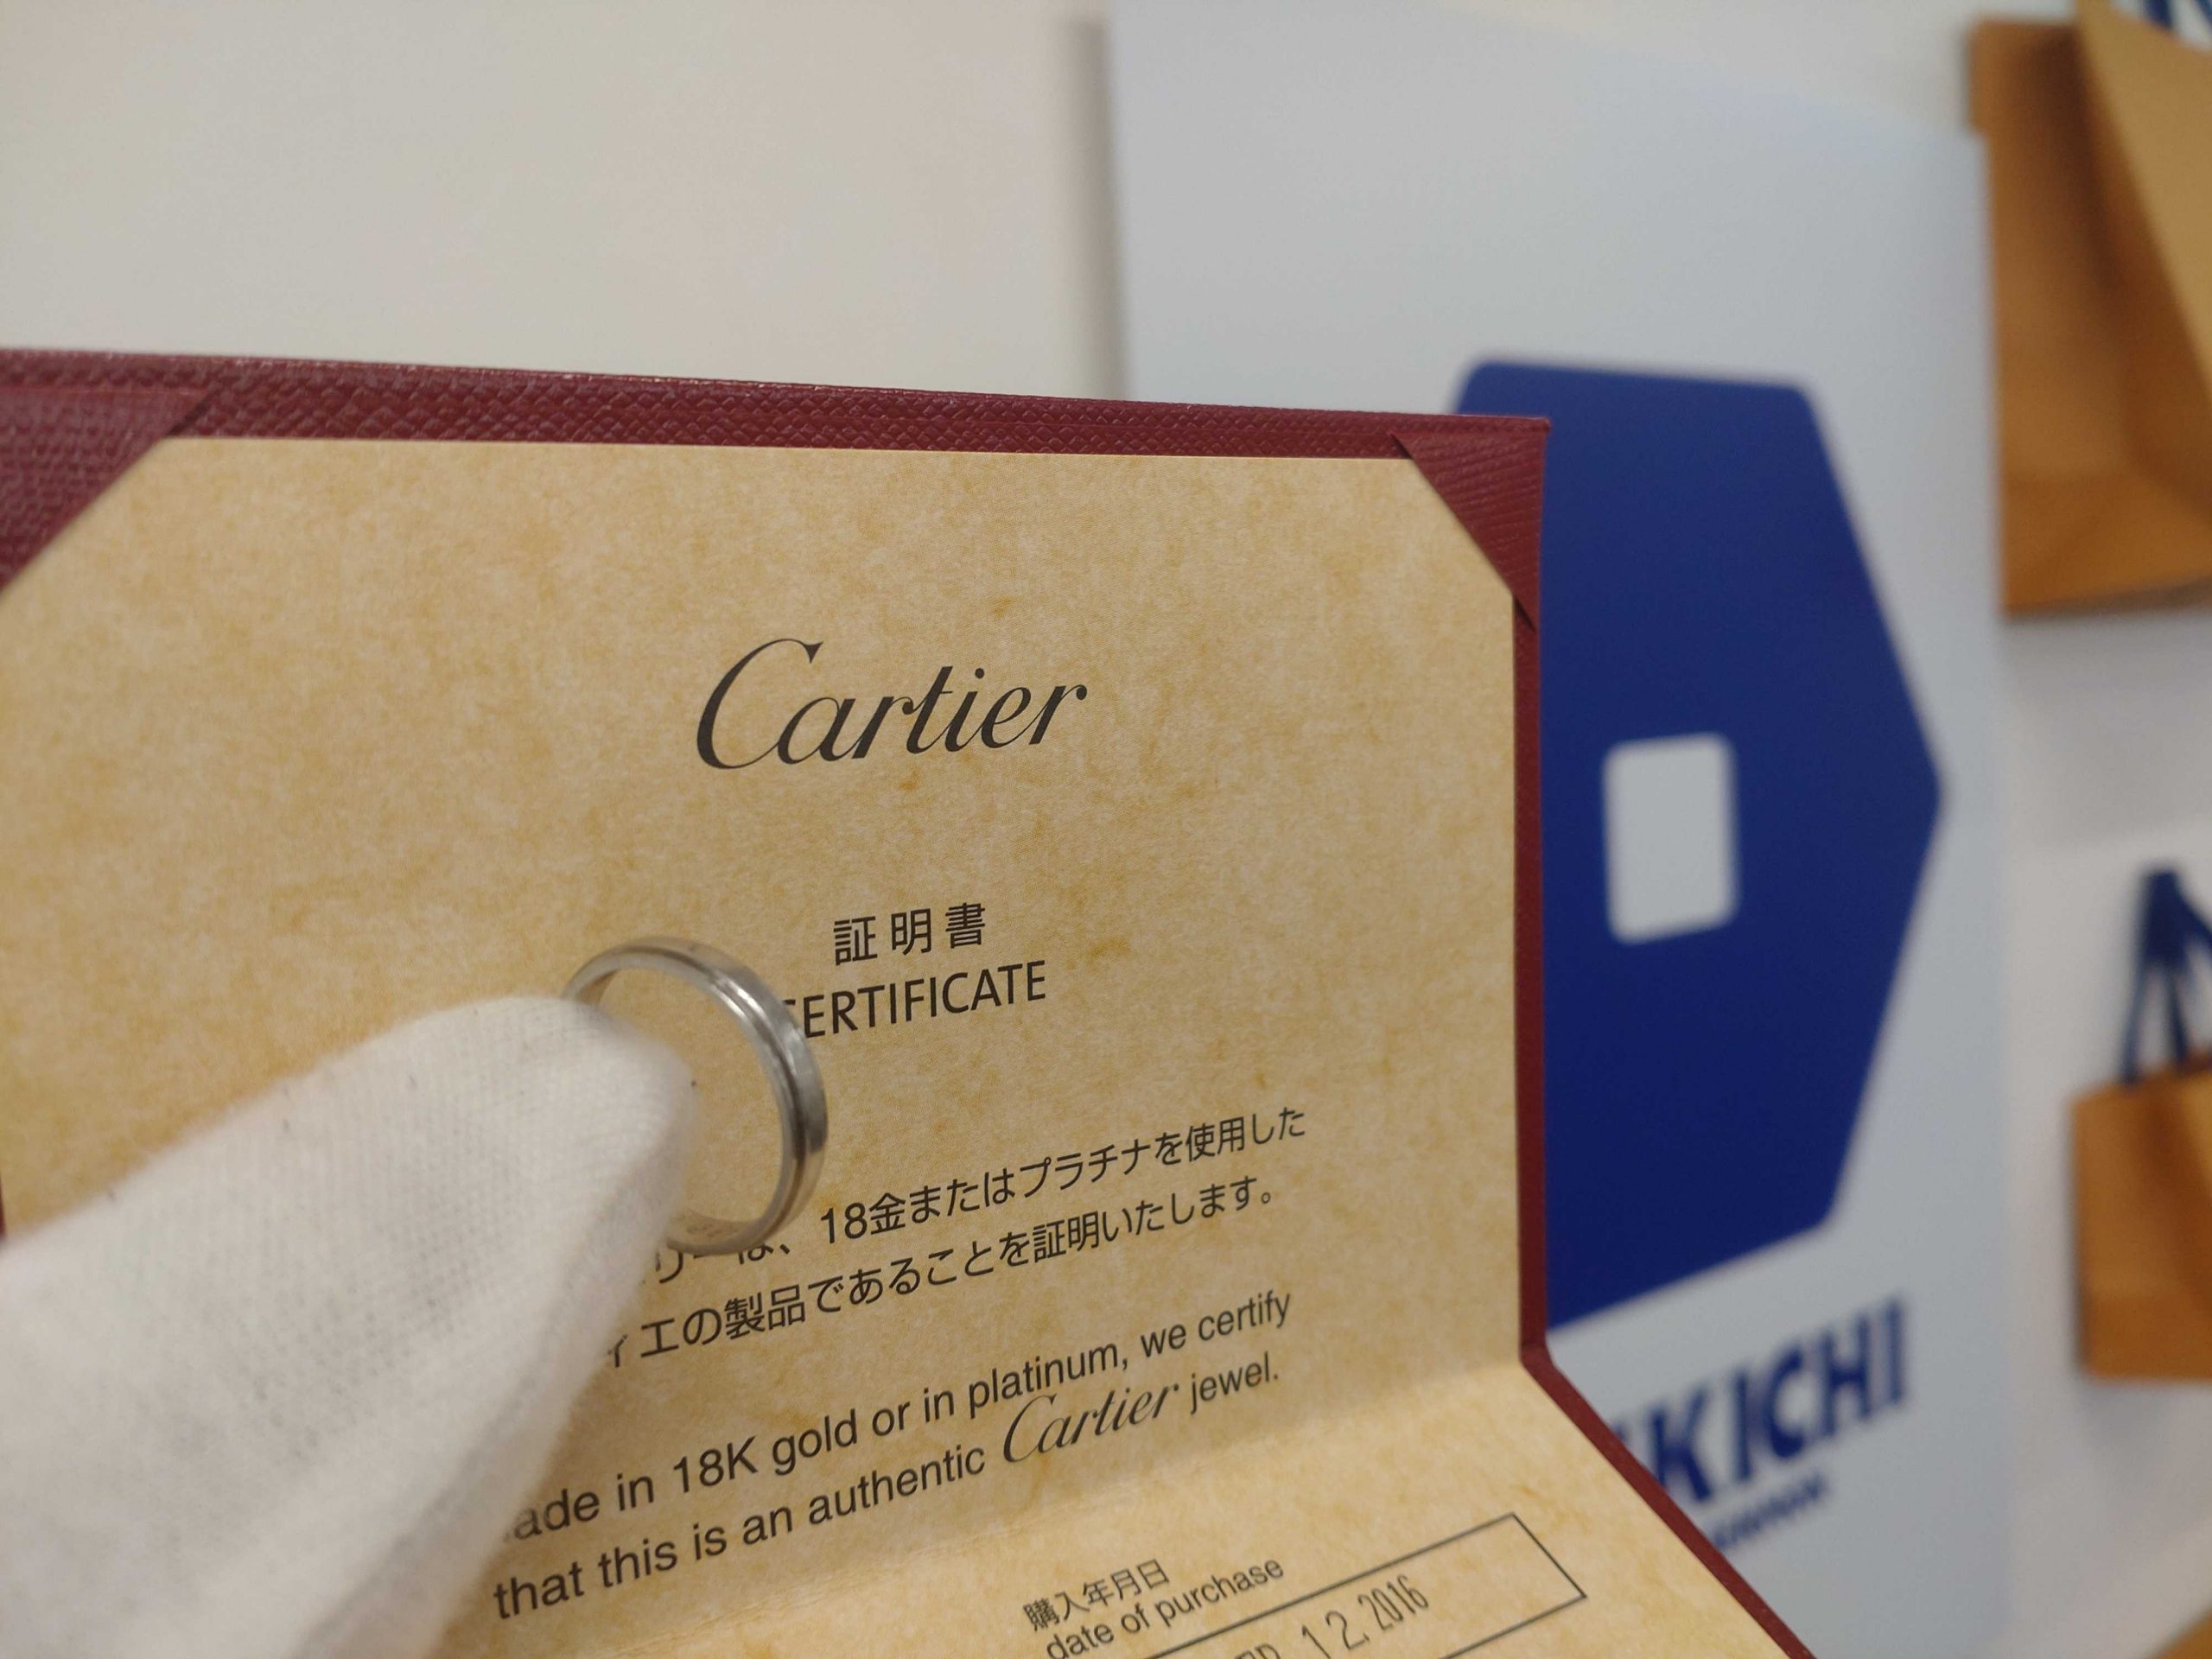 Cartier
証明書
CERTIFICATE
リーは、18金またはプラチナを使用した
ィエの製品であることを証明いたします。
ade in 18K gold or in platinum, we certify
that this is an authentic Cartier jewel.
購入年月日
date of purchase
12.2016
KICHI